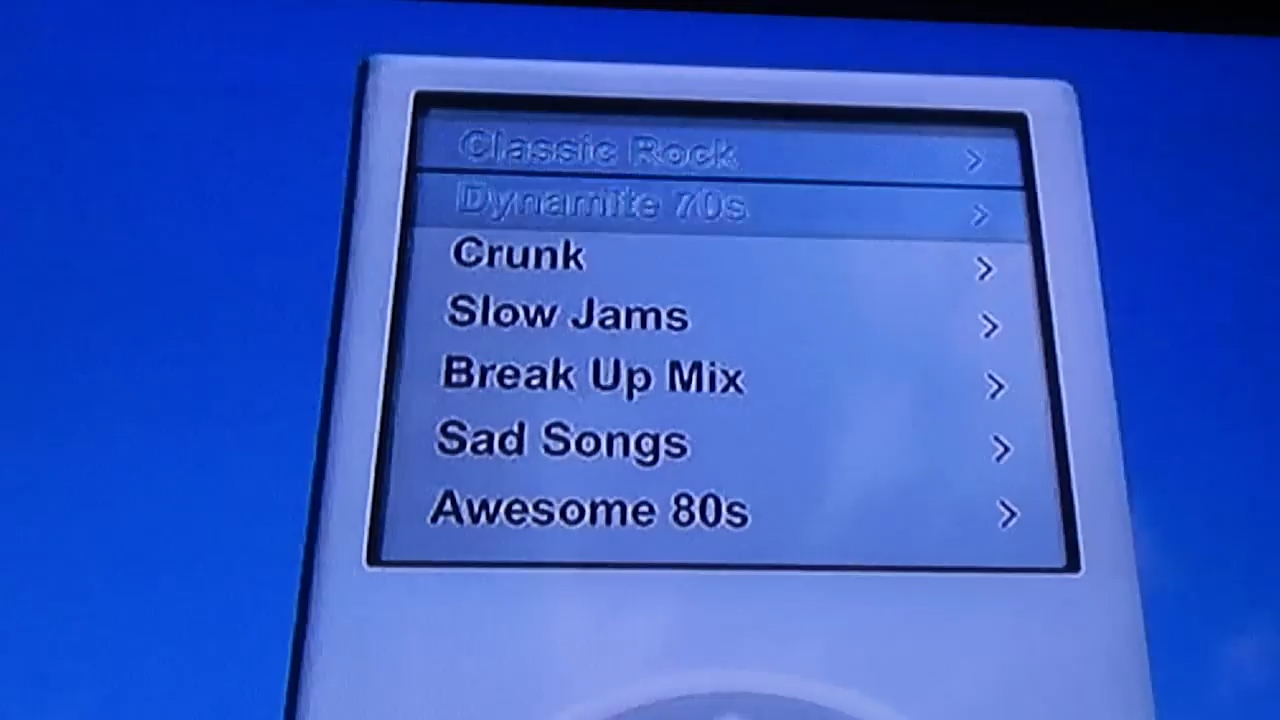 Classic Rock
Dynamite 70s
Crunk
Slow Jams
Break Up Mix
Sad Songs
Awesome 80s